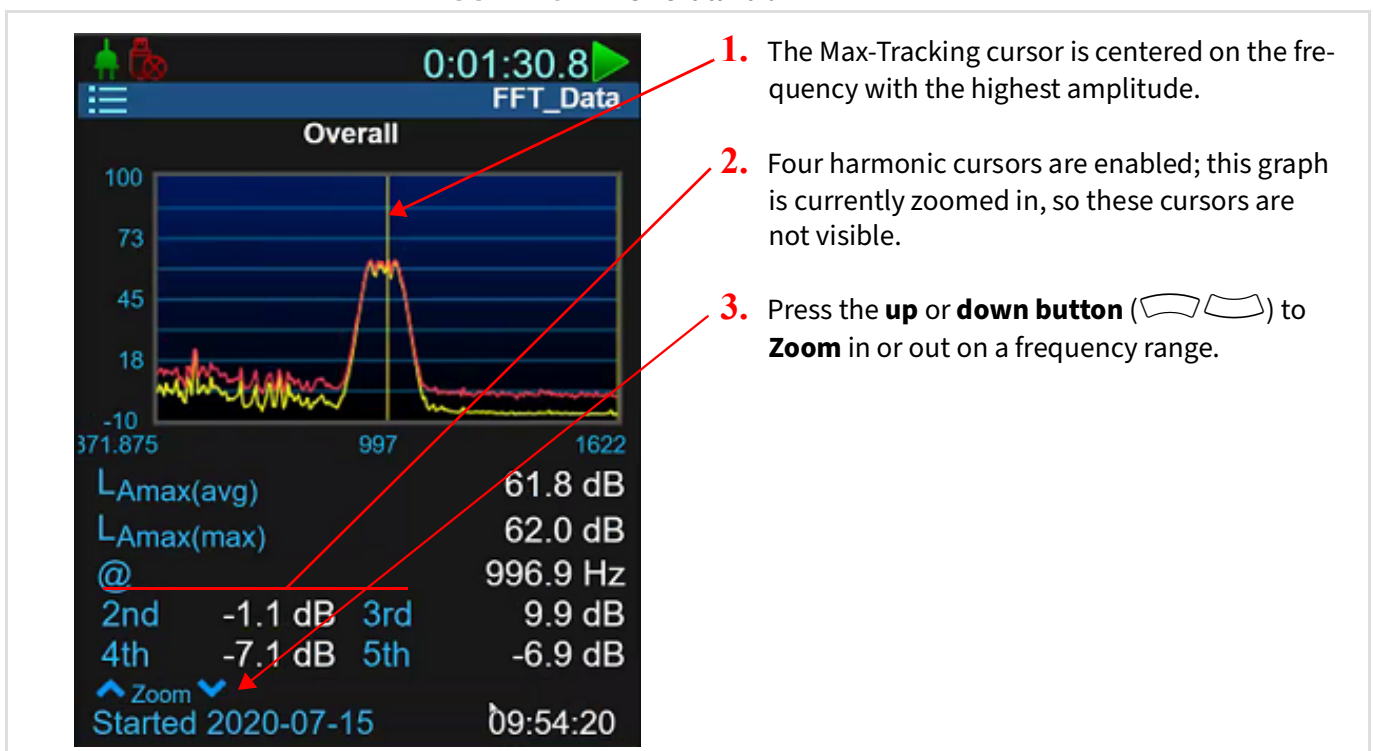 0:01:30.8
FFT_Data
Overall
100
73
45
18
-10
371.875 997 1622
LAmax(avg) 61.8 dB
LAmax(max) 62.0 dB
@ 996.9 Hz
2nd -1.1 dB 3rd 9.9 dB
4th -7.1 dB 5th -6.9 dB
Zoom
Started 2020-07-15 09:54:20
1. The Max-Tracking cursor is centered on the fre-
quency with the highest amplitude.
2. Four harmonic cursors are enabled; this graph
is currently zoomed in, so these cursors are
not visible.
3. Press the up or down button ( ) to
Zoom in or out on a frequency range.